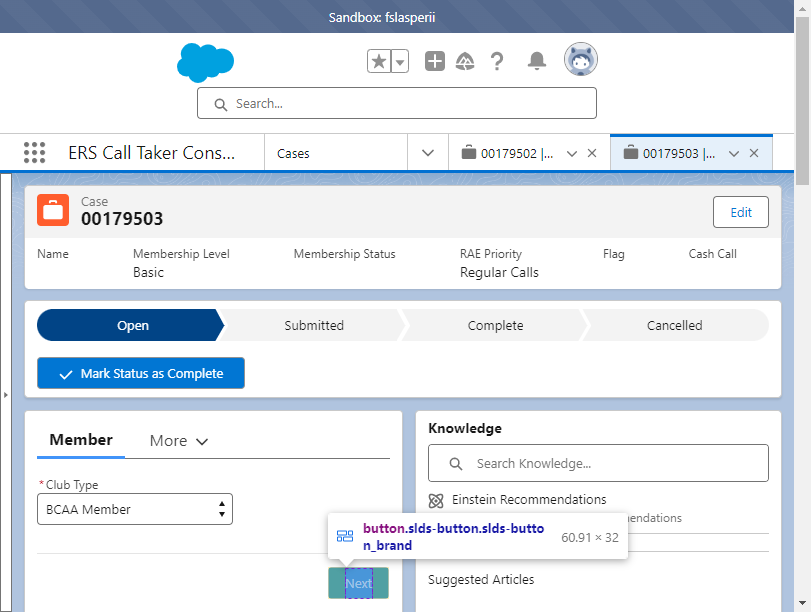 Sandbox: fslasperii
Search...
ERS Call Taker Cons...
Cases
00179502 |...
00179503 |...
Case
00179503
Edit
Name
Membership Level
Membership Status
RAE Priority
Flag
Cash Call
Basic
Regular Calls
Open
Submitted
Complete
Cancelled
Mark Status as Complete
Member
More
*Club Type
BCAA Member
Next
Knowledge
Search Knowledge...
Einstein Recommendations
endations
button.slds-button.slds-butto
n_brand
60.91 × 32
Suggested Articles